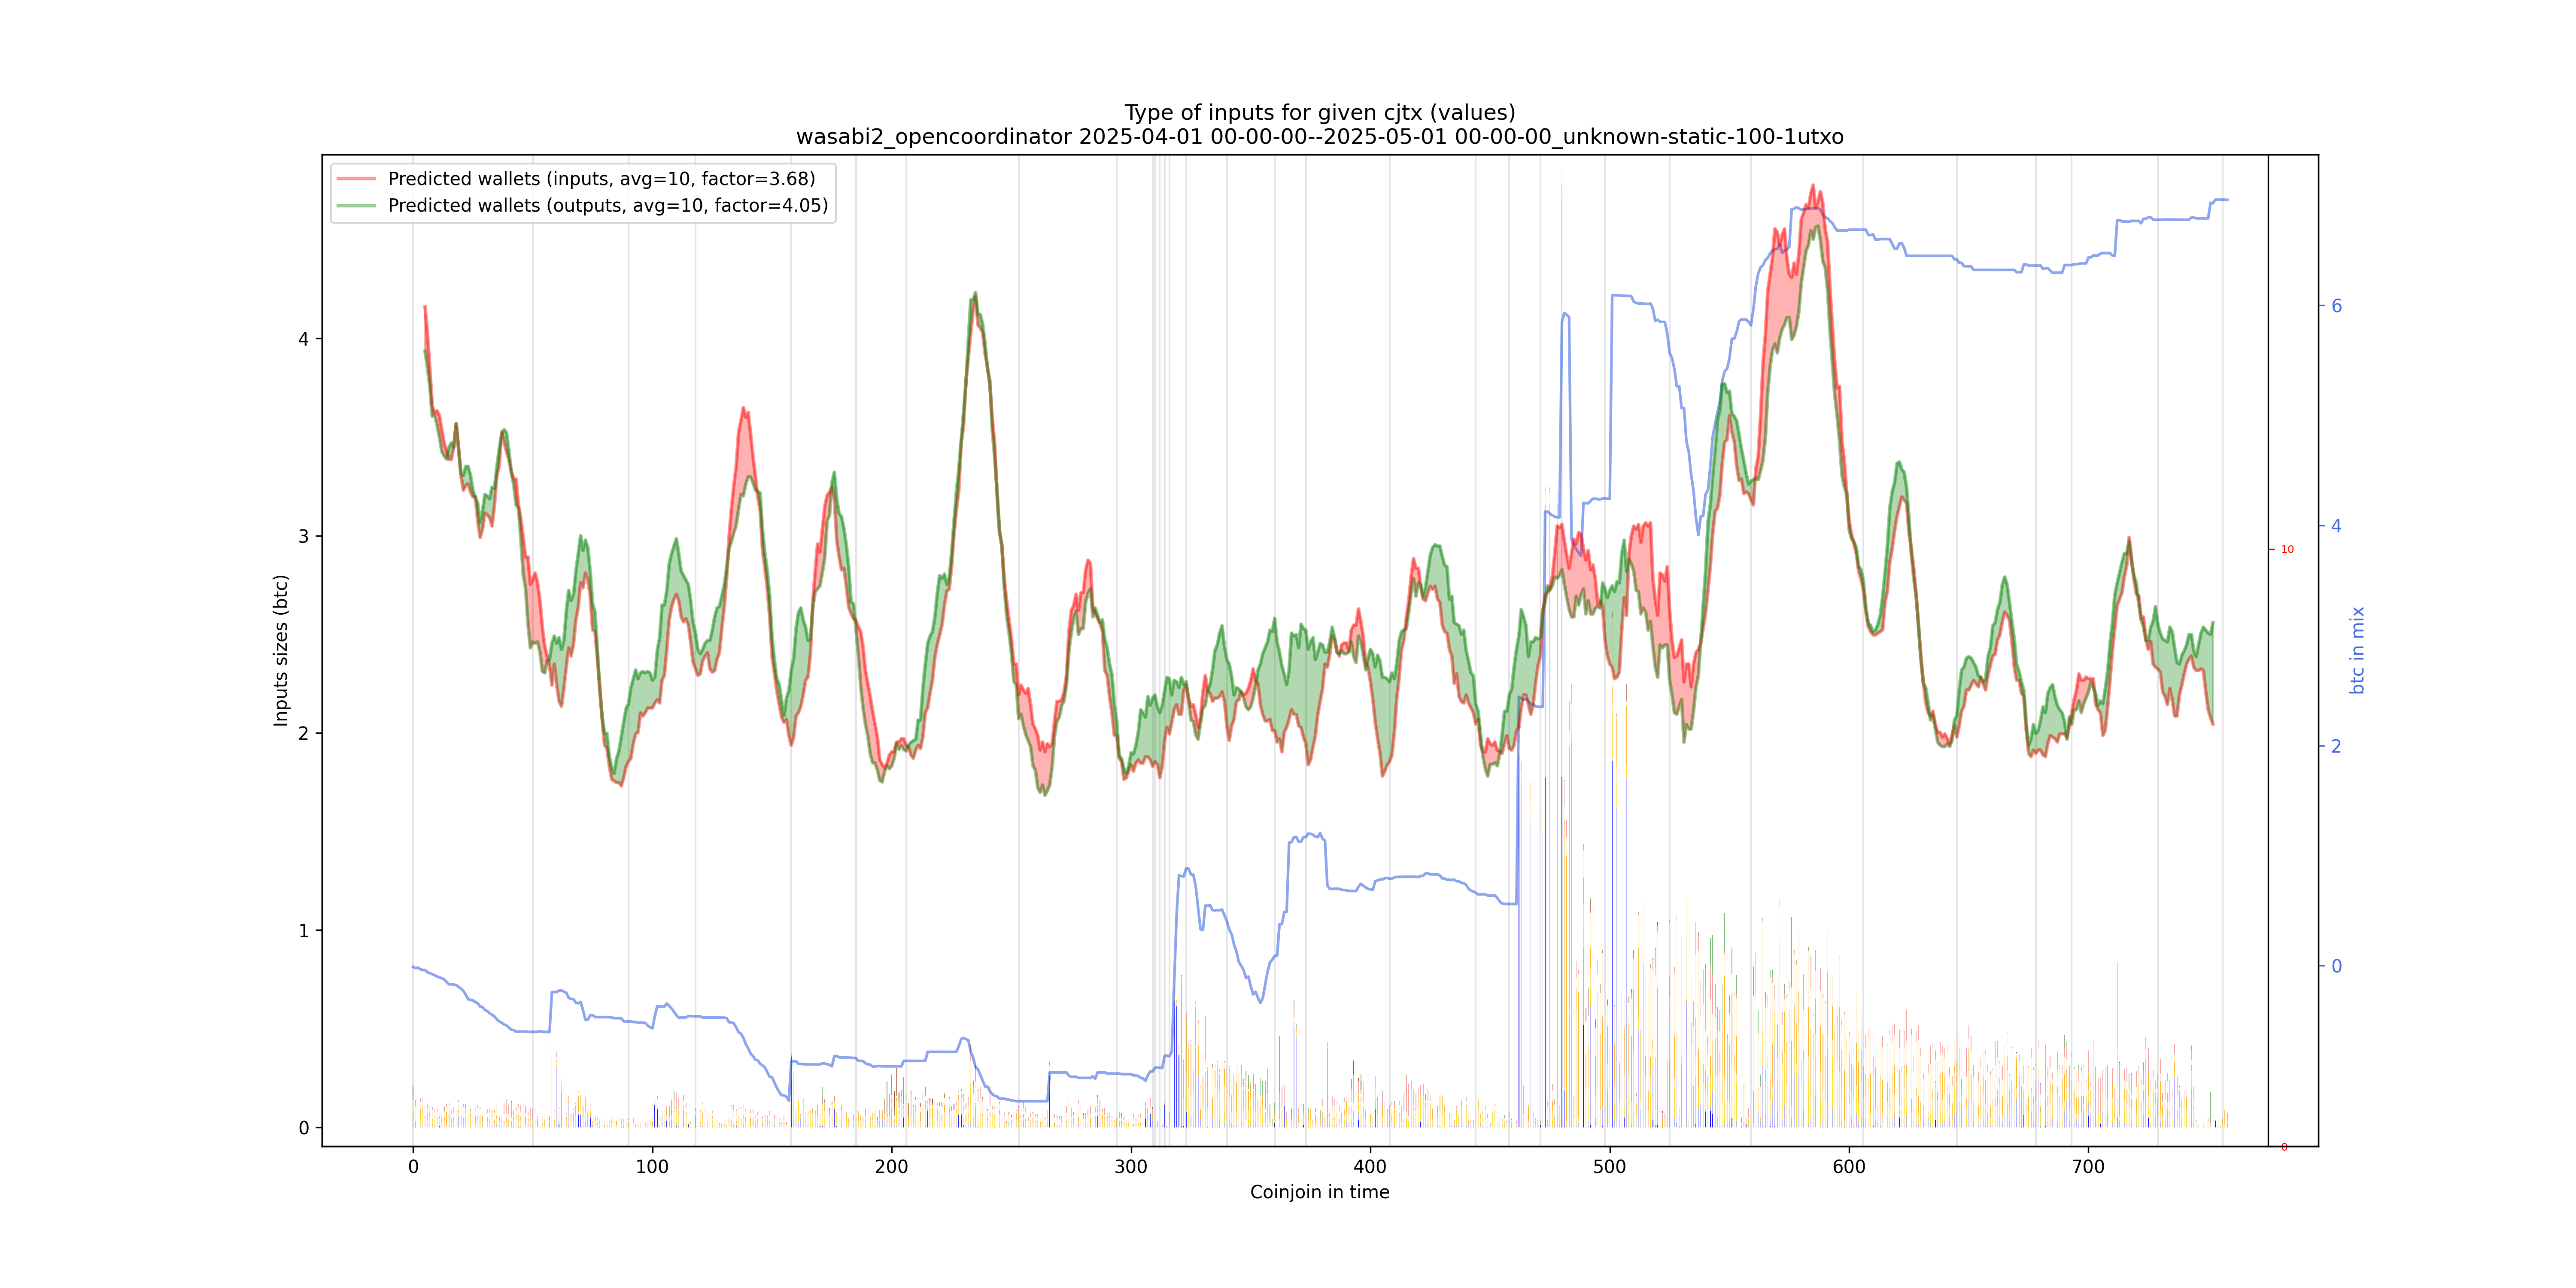 Type of inputs for given cjtx (values)
wasabi2_opencoordinator 2025-04-01 00-00-00--2025-05-01 00-00-00_unknown-static-100-1utxo
Predicted wallets (inputs, avg=10, factor=3.68)
Predicted wallets (outputs, avg=10, factor=4.05)
Inputs sizes (btc)
4
3
2
1
0
0 100 200 300 400 500 600 700
Coinjoin in time
10
0
6
4
2
0
btc in mix